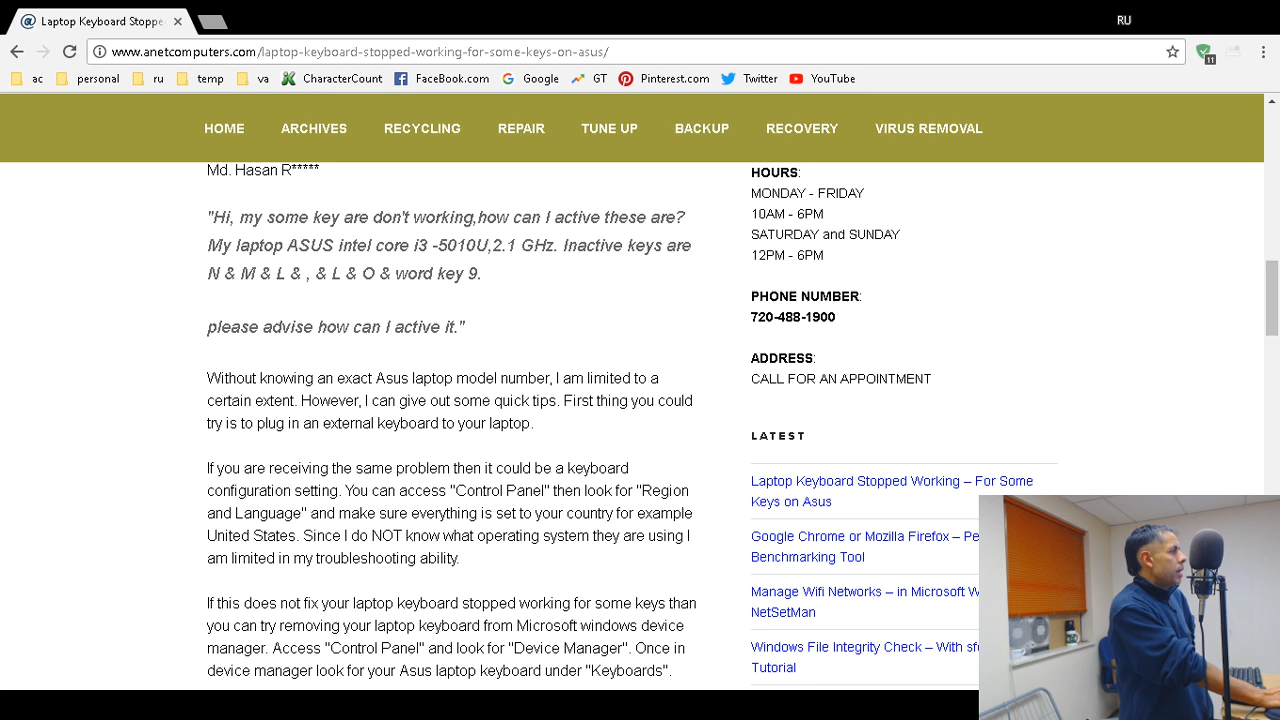 RU
Laptop Keyboard Stoppe
www.anetcomputers.com/laptop-keyboard-stopped-working-for-some-keys-on-asus/
11
ac personal ru temp va CharacterCount FaceBook.com Google GT Pinterest.com Twitter YouTube
HOME ARCHIVES RECYCLING REPAIR TUNE UP BACKUP RECOVERY VIRUS REMOVAL
Md. Hasan R*****
"Hi, my some key are don't working,how can I active these are?
My laptop ASUS intel core i3 -5010U,2.1 GHz. Inactive keys are
N & M & L & , & L & O & word key 9.
please advise how can I active it."
Without knowing an exact Asus laptop model number, I am limited to a
certain extent. However, I can give out some quick tips. First thing you could
try is to plug in an external keyboard to your laptop.
If you are receiving the same problem then it could be a keyboard
configuration setting. You can access "Control Panel" then look for "Region
and Language" and make sure everything is set to your country for example
United States. Since I do NOT know what operating system they are using I
am limited in my troubleshooting ability.
If this does not fix your laptop keyboard stopped working for some keys than
you can try removing your laptop keyboard from Microsoft windows device
manager. Access "Control Panel" and look for "Device Manager". Once in
device manager look for your Asus laptop keyboard under "Keyboards".
HOURS:
MONDAY - FRIDAY
10AM - 6PM
SATURDAY and SUNDAY
12PM - 6PM
PHONE NUMBER:
720-488-1900
ADDRESS:
CALL FOR AN APPOINTMENT
LATEST
Laptop Keyboard Stopped Working – For Some
Keys on Asus
Google Chrome or Mozilla Firefox – Pe
Benchmarking Tool
Manage Wifi Networks – in Microsoft W
NetSetMan
Windows File Integrity Check – With sf
Tutorial